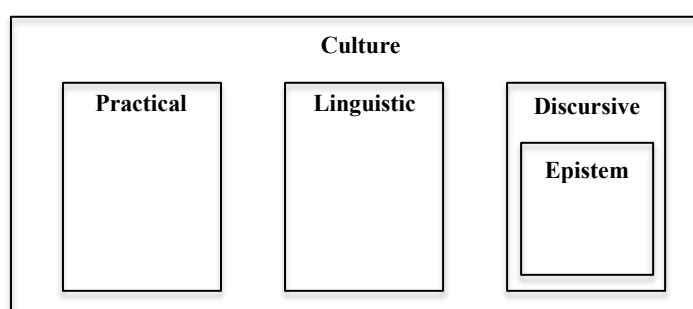 Culture
Practical
Linguistic
Discursive
Epistem